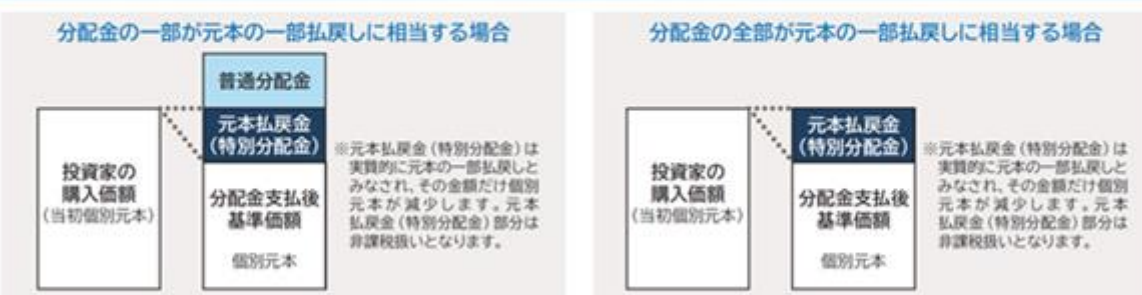 分配金の一部が元本の一部払戻しに相当する場合
普通分配金
元本払戻金
(特別分配金)
投資家の
購入価額
(当初個別元本)
分配金支払後
基準価額
個別元本
※元本払戻金(特別分配金)は
実質的に元本の一部払戻しと
みなされ、その金額だけ個別
元本が減少します。元本
払戻金(特別分配金)部分は
非課税扱いとなります。
分配金の全部が元本の一部払戻しに相当する場合
元本払戻金
(特別分配金)
投資家の
購入価額
(当初個別元本)
分配金支払後
基準価額
個別元本
※元本払戻金(特別分配金)は
実質的に元本の一部払戻しと
みなされ、その金額だけ個別
元本が減少します。元本
払戻金(特別分配金)部分は
非課税扱いとなります。